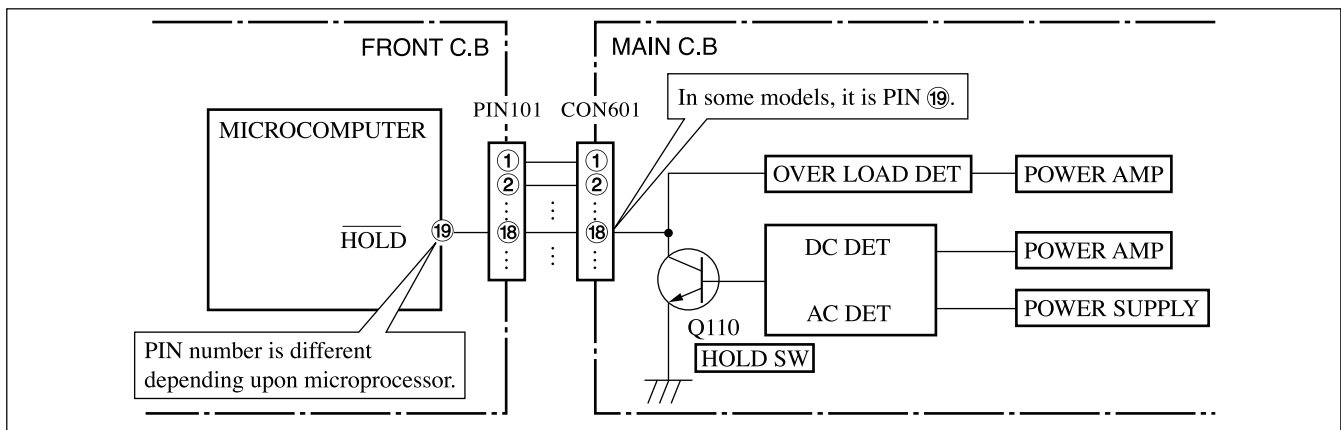 FRONT C.B
MAIN C.B
In some models, it is PIN ⑲.
PIN101
CON601
MICROCOMPUTER
①
①
②
②
OVER LOAD DET
POWER AMP
HOLD
⑲
⑱
⑱
DC DET
POWER AMP
AC DET
POWER SUPPLY
Q110
HOLD SW
PIN number is different
depending upon microprocessor.